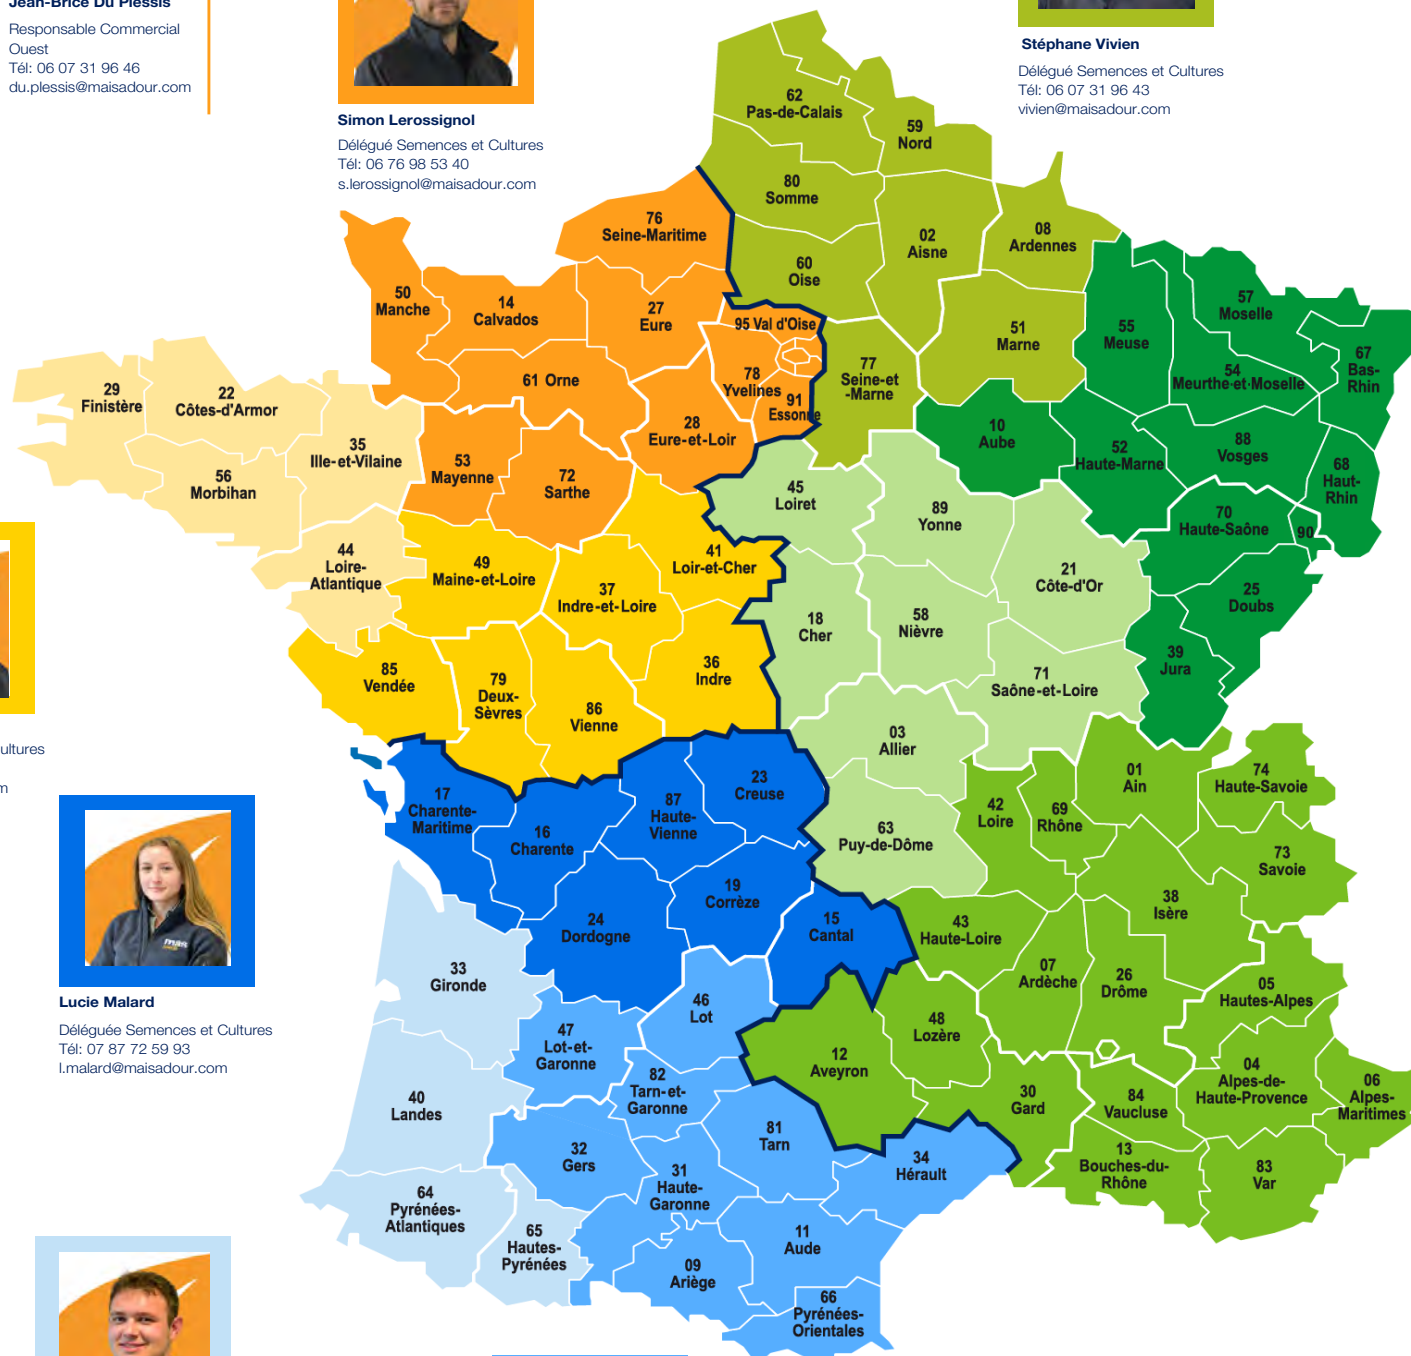 Jean-Brice Du Plessis
Responsable Commercial
Ouest
Tél: 06 07 31 96 46
du.plessis@maisadour.com
Simon Lerossignol
Délégué Semences et Cultures
Tél: 06 76 98 53 40
s.lerossignol@maisadour.com
Stéphane Vivien
Délégué Semences et Cultures
Tél: 06 07 31 96 43
vivien@maisadour.com
62
Pas-de-Calais
59
Nord
80
Somme
76
Seine-Maritime
02
Aisne
08
Ardennes
60
Oise
50
Manche
14
Calvados
27
Eure
95 Val d'Oise
51
Marne
55
Meuse
57
Moselle
67
Bas-
Rhin
54
Meurthe-et-Moselle
29
Finistère
22
Côtes-d'Armor
61 Orne
78
Yvelines
91
Essonne
77
Seine-et
-Marne
35
Ille-et-Vilaine
28
Eure-et-Loir
10
Aube
52
Haute-Marne
88
Vosges
68
Haut-
Rhin
56
Morbihan
53
Mayenne
72
Sarthe
45
Loiret
89
Yonne
70
Haute-Saône
90
44
Loire-
Atlantique
49
Maine-et-Loire
41
Loir-et-Cher
37
Indre-et-Loire
21
Côte-d'Or
25
Doubs
18
Cher
58
Nièvre
39
Jura
85
Vendée
79
Deux-
Sèvres
86
Vienne
36
Indre
71
Saône-et-Loire
03
Allier
01
Ain
74
Haute-Savoie
ultures
m
17
Charente-
Maritime
16
Charente
87
Haute-
Vienne
23
Creuse
63
Puy-de-Dôme
42
Loire
69
Rhône
73
Savoie
38
Isère
19
Corrèze
24
Dordogne
15
Cantal
43
Haute-Loire
07
Ardèche
26
Drôme
05
Hautes-Alpes
33
Gironde
46
Lot
48
Lozère
47
Lot-et-
Garonne
12
Aveyron
Lucie Malard
Déléguée Semences et Cultures
Tél: 07 87 72 59 93
l.malard@maisadour.com
40
Landes
82
Tarn-et-
Garonne
30
Gard
84
Vaucluse
04
Alpes-de-
Haute-Provence
06
Alpes-
Maritimes
32
Gers
81
Tarn
34
Hérault
13
Bouches-du-
Rhône
83
Var
31
Haute-
Garonne
64
Pyrénées-
Atlantiques
65
Hautes-
Pyrénées
11
Aude
09
Ariège
66
Pyrénées-
Orientales